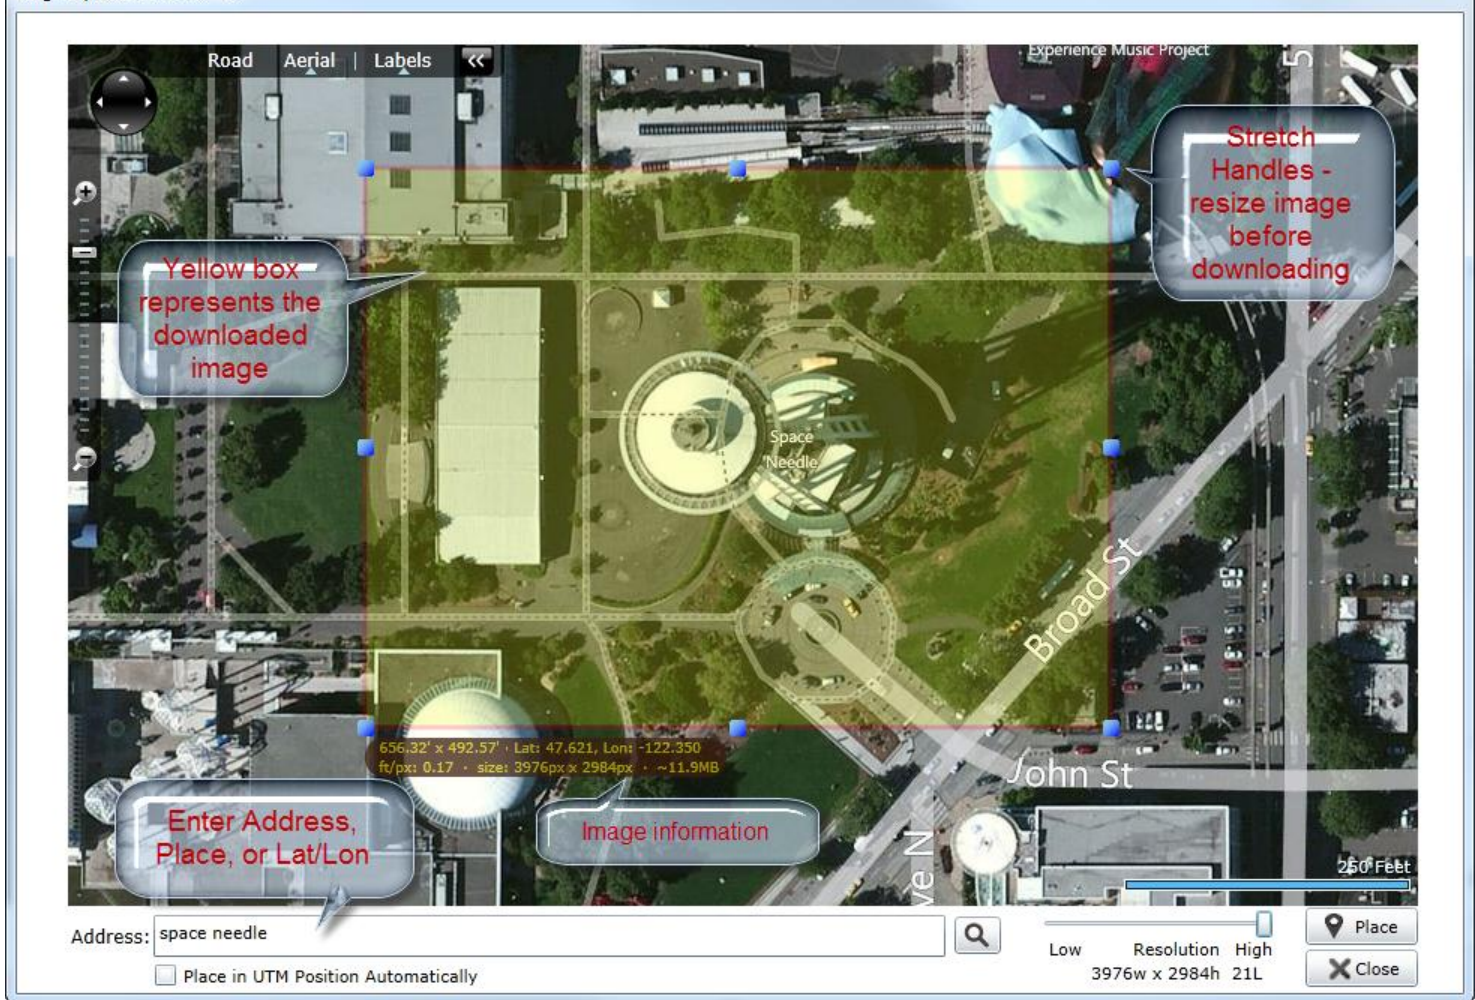 Road Aerial | Labels «
Experience Music Project
5
Stretch
Handles -
resize image
before
downloading
Yellow box
represents the
downloaded
image
Space
Needle
Broad St
656.32' x 492.57' · Lat: 47.621, Lon: -122.350
ft/px: 0.17 · size: 3976px x 2984px · ~11.9MB
John St
Enter Address,
Place, or Lat/Lon
Image information
ve N
250 Feet
Address: space needle
Place
Low Resolution High
Place in UTM Position Automatically
3976w x 2984h 21L
Close